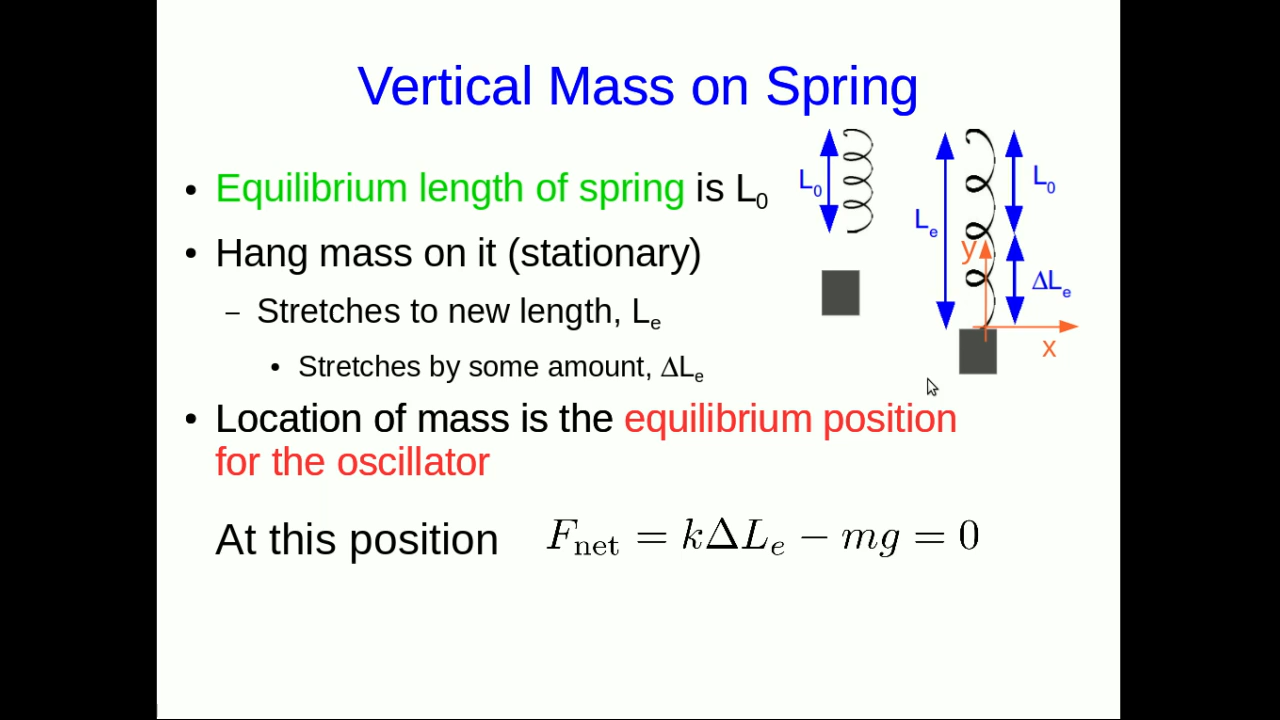 Vertical Mass on Spring
• Equilibrium length of spring is L₀
• Hang mass on it (stationary)
– Stretches to new length, Lₑ
• Stretches by some amount, ΔLₑ
• Location of mass is the equilibrium position
for the oscillator
At this position F_net = kΔLₑ − mg = 0
L₀
Lₑ
L₀
y
ΔLₑ
x